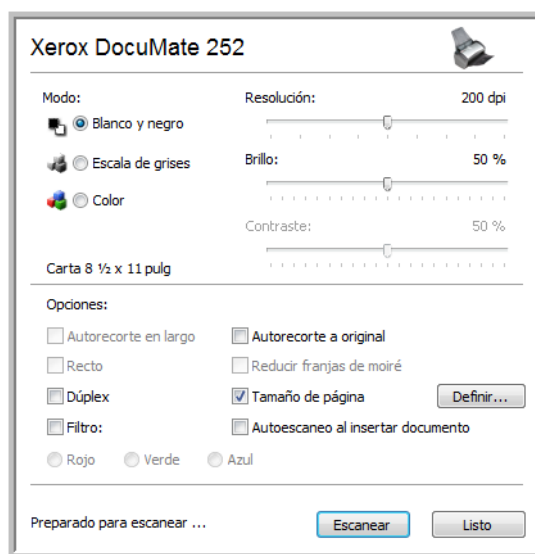 Xerox DocuMate 252
Modo:
Blanco y negro
Escala de grises
Color
Carta 8 ½ x 11 pulg
Resolución: 200 dpi
Brillo: 50 %
Contraste: 50 %
Opciones:
Autorecorte en largo Autorecorte a original
Recto Reducir franjas de moiré
Dúplex Tamaño de página Definir...
Filtro: Autoescaneo al insertar documento
Rojo Verde Azul
Preparado para escanear ... Escanear Listo